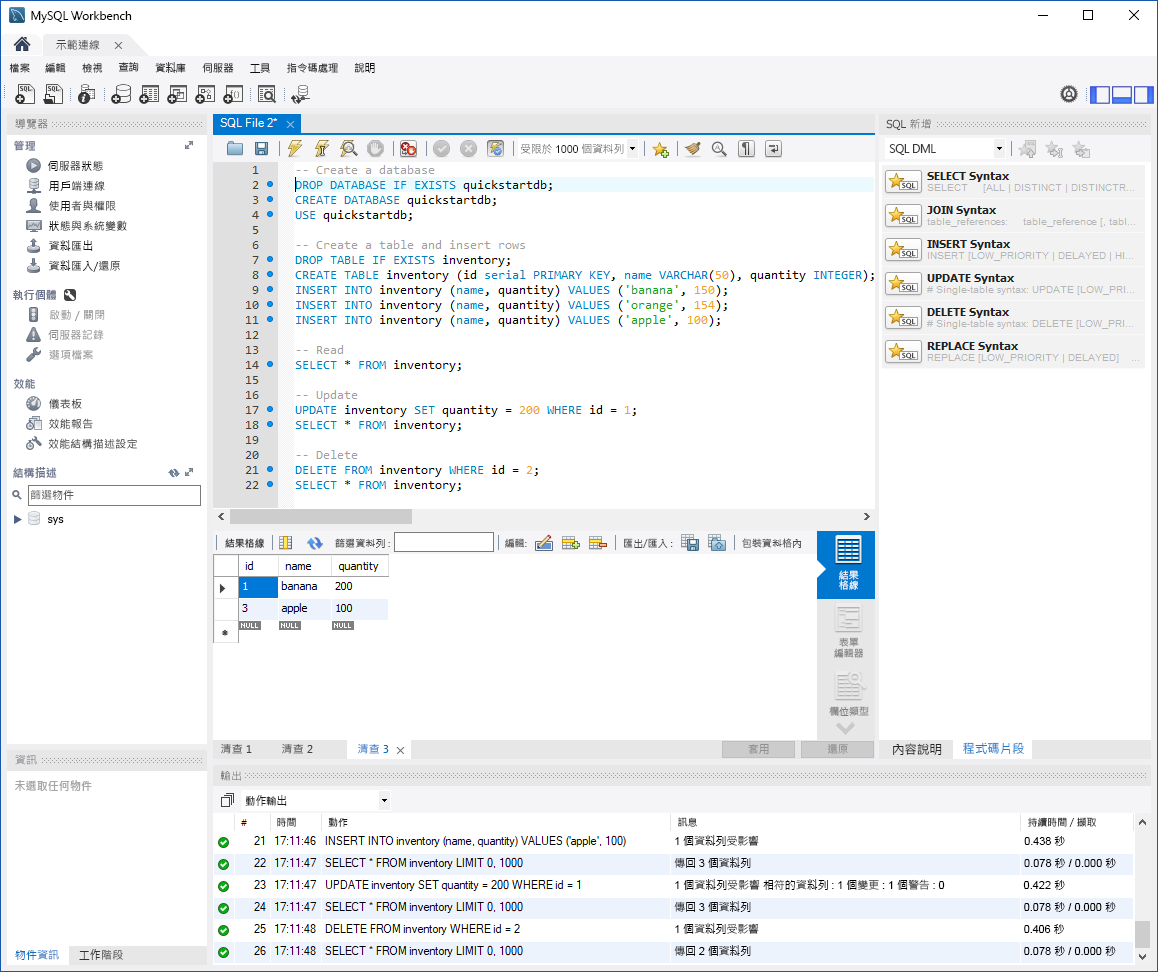 MySQL Workbench
示範連線
檔案 編輯 檢視 查詢 資料庫 伺服器 工具 指令碼處理 說明
導覽器
管理
伺服器狀態
用戶端連線
使用者與權限
狀態與系統變數
資料匯出
資料匯入/還原
執行個體
啟動 / 關閉
伺服器記錄
選項檔案
效能
儀表板
效能報告
效能結構描述設定
結構描述
篩選物件
sys
資訊
未選取任何物件
物件資訊 工作階段
SQL File 2*
受限於 1000 個資料列
1 -- Create a database
2 DROP DATABASE IF EXISTS quickstartdb;
3 CREATE DATABASE quickstartdb;
4 USE quickstartdb;
5
6 -- Create a table and insert rows
7 DROP TABLE IF EXISTS inventory;
8 CREATE TABLE inventory (id serial PRIMARY KEY, name VARCHAR(50), quantity INTEGER);
9 INSERT INTO inventory (name, quantity) VALUES ('banana', 150);
10 INSERT INTO inventory (name, quantity) VALUES ('orange', 154);
11 INSERT INTO inventory (name, quantity) VALUES ('apple', 100);
12
13 -- Read
14 SELECT * FROM inventory;
15
16 -- Update
17 UPDATE inventory SET quantity = 200 WHERE id = 1;
18 SELECT * FROM inventory;
19
20 -- Delete
21 DELETE FROM inventory WHERE id = 2;
22 SELECT * FROM inventory;
結果格線 篩選資料列: 編輯: 匯出/匯入: 包裝資料格內
id name quantity
1 banana 200
3 apple 100
NULL NULL NULL
結果
格線
表單
編輯器
欄位類型
清查 1 清查 2 清查 3 套用 還原
SQL 新增
SQL DML
SELECT Syntax
SELECT [ALL | DISTINCT | DISTINCTR...
JOIN Syntax
table_references: table_reference [, tabl...
INSERT Syntax
INSERT [LOW_PRIORITY | DELAYED | HI...
UPDATE Syntax
# Single-table syntax: UPDATE [LOW_PRI...
DELETE Syntax
# Single-table syntax: DELETE [LOW_PRI...
REPLACE Syntax
REPLACE [LOW_PRIORITY | DELAYED] ...
內容說明 程式碼片段
輸出
動作輸出
# 時間 動作 訊息 持續時間 / 擷取
21 17:11:46 INSERT INTO inventory (name, quantity) VALUES ('apple', 100) 1 個資料列受影響 0.438 秒
22 17:11:47 SELECT * FROM inventory LIMIT 0, 1000 傳回 3 個資料列 0.078 秒 / 0.000 秒
23 17:11:47 UPDATE inventory SET quantity = 200 WHERE id = 1 1 個資料列受影響 相符的資料列 : 1 個變更 : 1 個警告 : 0 0.422 秒
24 17:11:47 SELECT * FROM inventory LIMIT 0, 1000 傳回 3 個資料列 0.078 秒 / 0.000 秒
25 17:11:48 DELETE FROM inventory WHERE id = 2 1 個資料列受影響 0.406 秒
26 17:11:48 SELECT * FROM inventory LIMIT 0, 1000 傳回 2 個資料列 0.078 秒 / 0.000 秒